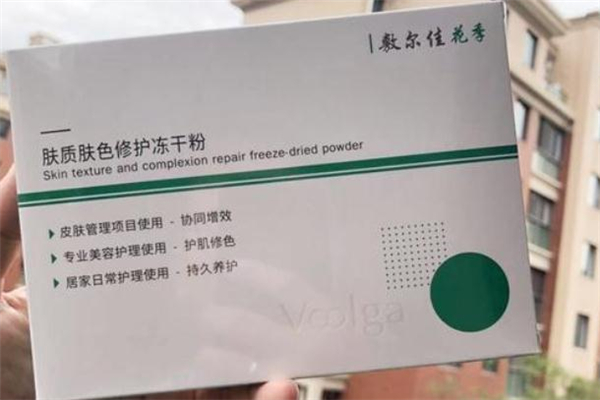 敷尔佳花季
肤质肤色修护冻干粉
Skin texture and complexion repair freeze-dried powder
皮肤管理项目使用 - 协同增效
专业美容护理使用 - 护肌修色
居家日常护理使用 - 持久养护
Voolga